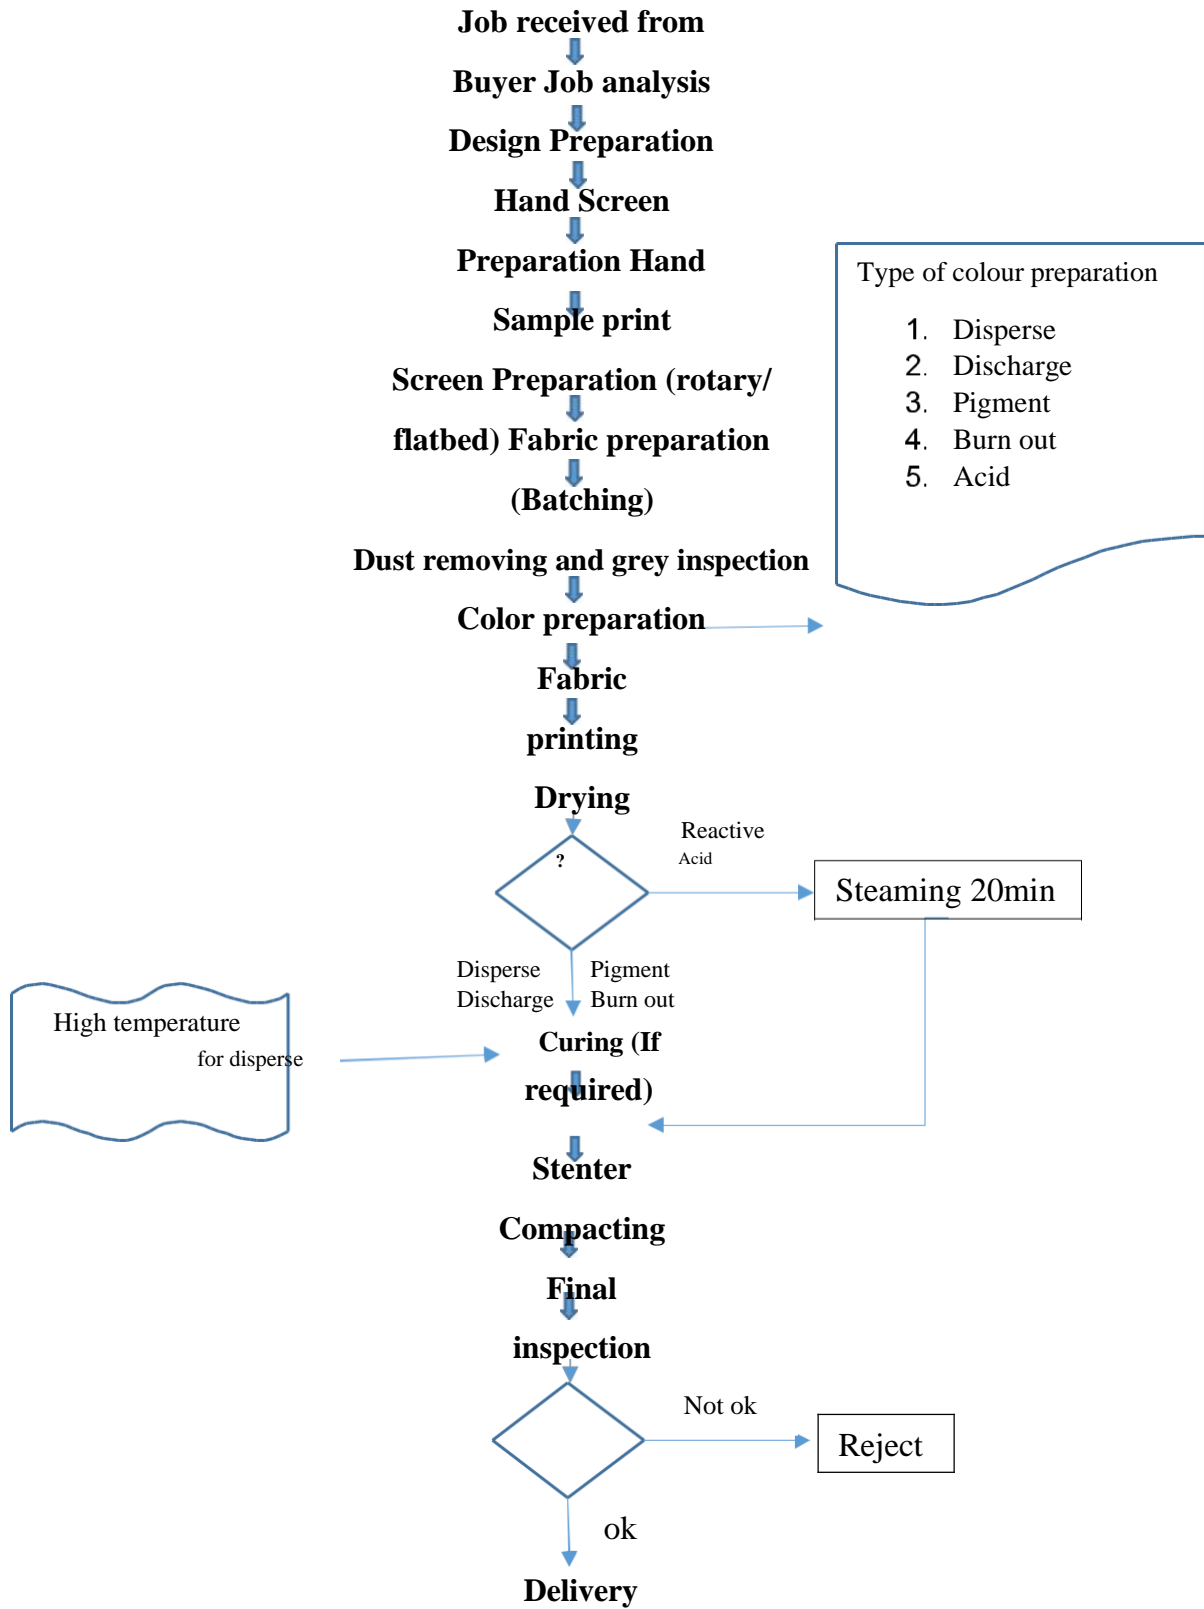 Job received from
Buyer Job analysis
Design Preparation
Hand Screen
Preparation Hand
Sample print
Screen Preparation (rotary/
flatbed) Fabric preparation
(Batching)
Dust removing and grey inspection
Color preparation
Type of colour preparation
1. Disperse
2. Discharge
3. Pigment
4. Burn out
5. Acid
Fabric
printing
Drying
?
Reactive
Acid
Steaming 20min
Disperse Pigment
Discharge Burn out
High temperature
for disperse
Curing (If
required)
Stenter
Compacting
Final
inspection
Not ok
Reject
ok
Delivery